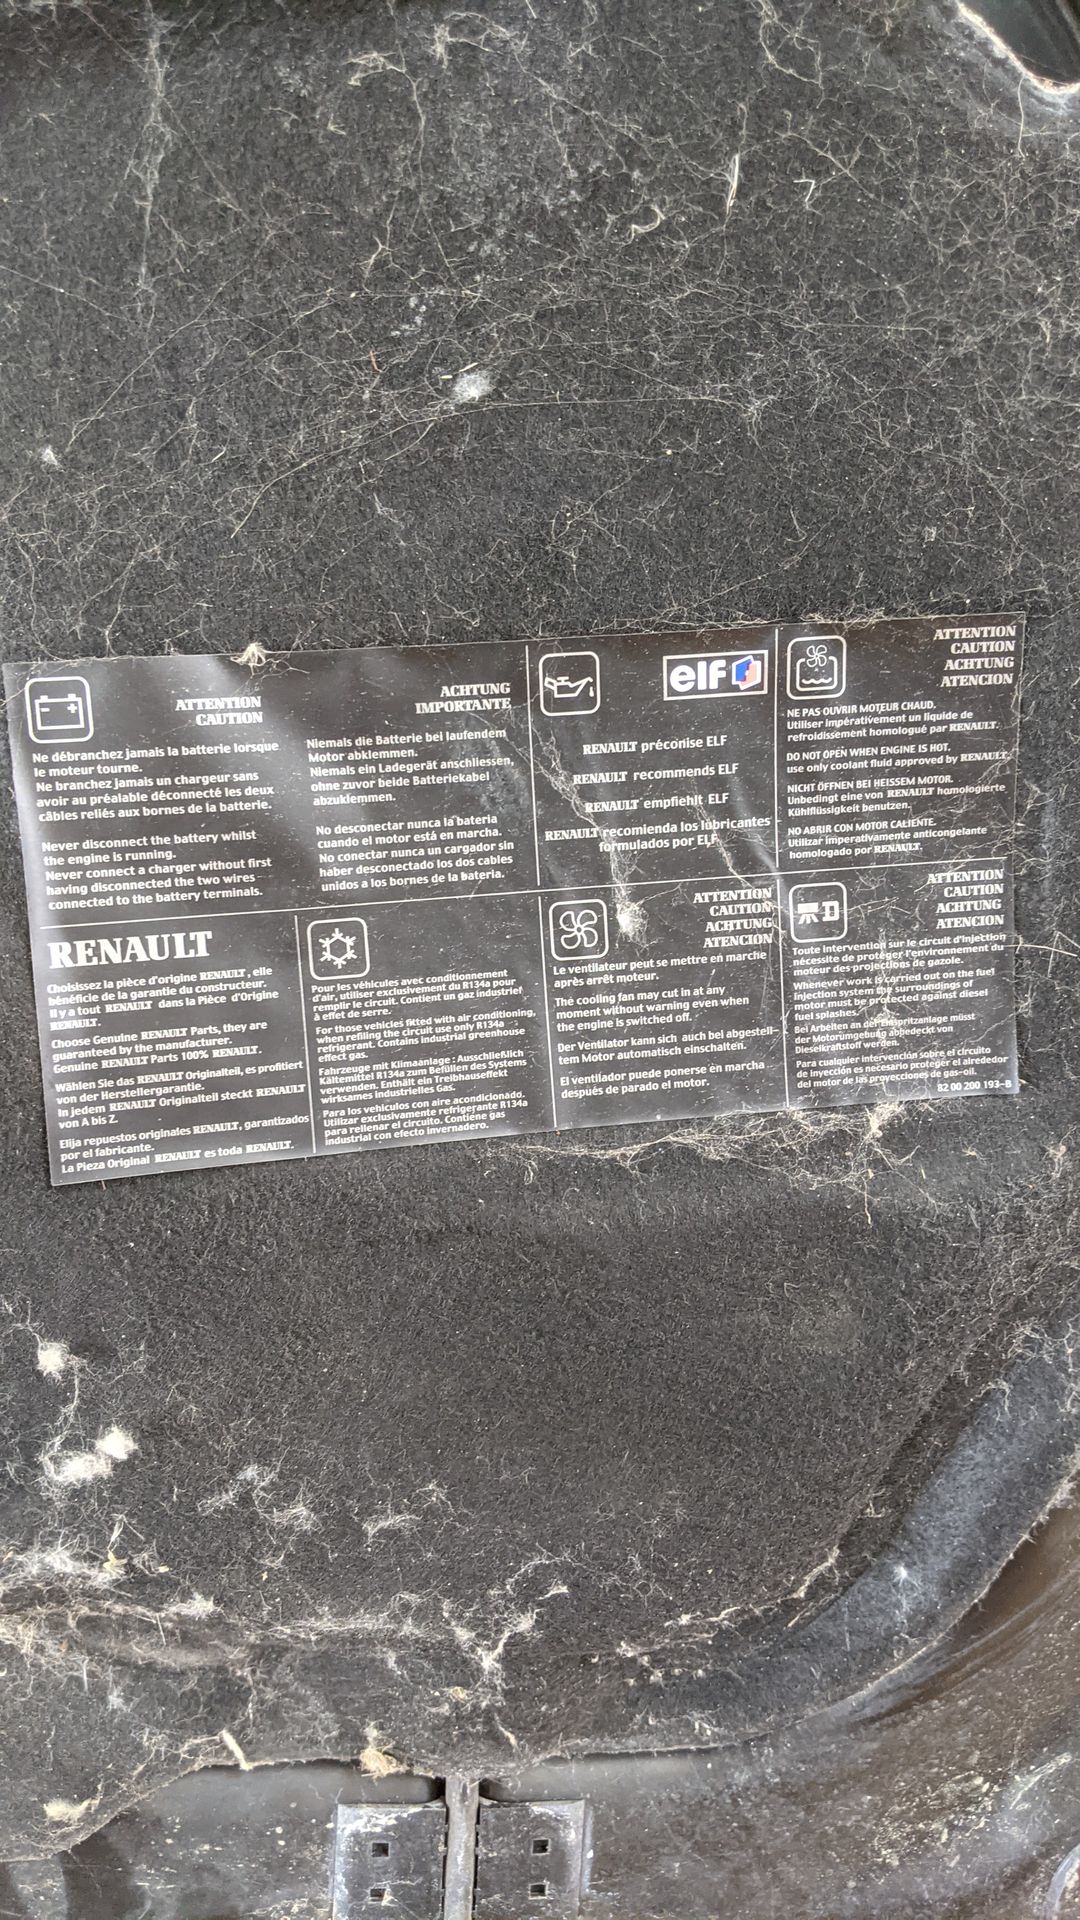 ATTENTION
CAUTION
Ne débranchez jamais la batterie lorsque
le moteur tourne.
Ne branchez jamais un chargeur sans
avoir au préalable déconnecté les deux
câbles reliés aux bornes de la batterie.
Never disconnect the battery whilst
the engine is running.
Never connect a charger without first
having disconnected the two wires
connected to the battery terminals.
ACHTUNG
IMPORTANTE
Niemals die Batterie bei laufendem
Motor abklemmen.
Niemals ein Ladegerät anschliessen,
ohne zuvor beide Batteriekabel
abzuklemmen.
No desconectar nunca la bateria
cuando el motor está en marcha.
No conectar nunca un cargador sin
haber desconectado los dos cables
unidos a los bornes de la bateria.
elf
RENAULT préconise ELF
RENAULT recommends ELF
RENAULT empfiehlt ELF
RENAULT recomienda los lubricantes
formulados por ELF
ATTENTION
CAUTION
ACHTUNG
ATENCION
NE PAS OUVRIR MOTEUR CHAUD.
Utiliser impérativement un liquide de
refroidissement homologué par RENAULT.
DO NOT OPEN WHEN ENGINE IS HOT.
use only coolant fluid approved by RENAULT.
NICHT ÖFFNEN BEI HEISSEM MOTOR.
Unbedingt eine von RENAULT homologierte
Kühlflüssigkeit benutzen.
NO ABRIR CON MOTOR CALIENTE.
Utilizar imperativamente anticongelante
homologado por RENAULT.
RENAULT
Choisissez la pièce d'origine RENAULT, elle
bénéficie de la garantie du constructeur.
Il y a tout RENAULT dans la Pièce d'Origine
RENAULT.
Choose Genuine RENAULT Parts, they are
guaranteed by the manufacturer.
Genuine RENAULT Parts 100% RENAULT.
Wählen Sie das RENAULT Originalteil, es profitiert
von der Herstellergarantie.
In jedem RENAULT Originalteil steckt RENAULT
von A bis Z.
Elija repuestos originales RENAULT, garantizados
por el fabricante.
La Pieza Original RENAULT es toda RENAULT.
Pour les véhicules avec conditionnement
d'air, utiliser exclusivement du R134a pour
remplir le circuit. Contient un gaz industriel
à effet de serre.
For those vehicles fitted with air conditioning,
when refiling the circuit use only R134a
refrigerant. Contains industrial greenhouse
effect gas.
Fahrzeuge mit Klimaanlage : Ausschließlich
Kältemittel R134a zum Befüllen des Systems
verwenden. Enthält ein Treibhauseffekt
wirksames industrielles Gas.
Para los vehículos con aire acondicionado.
Utilizar exclusivamente refrigerante R134a
para rellenar el circuito. Contiene gas
industrial con efecto invernadero.
ATTENTION
CAUTION
ACHTUNG
ATENCION
Le ventilateur peut se mettre en marche
après arrêt moteur.
The cooling fan may cut in at any
moment without warning even when
the engine is switched off.
Der Ventilator kann sich auch bei abgestell-
tem Motor automatisch einschalten.
El ventilador puede ponerse en marcha
después de parado el motor.
D
ATTENTION
CAUTION
ACHTUNG
ATENCION
Toute intervention sur le circuit d'injection
nécessite de protéger l'environnement du
moteur des projections de gazole.
Whenever work is carried out on the fuel
injection system the surroundings of
motor must be protected against diesel
fuel splashes.
Bei Arbeiten an der Einspritzanlage müsst
der Motorümgebung abbedeckt von
Dieselkraftstoff werden.
Para cualquier intervención sobre el circuito
de inyección es necesario protéger el alrededor
del motor de las proyecciones de gas-oil.
82 00 200 193-B